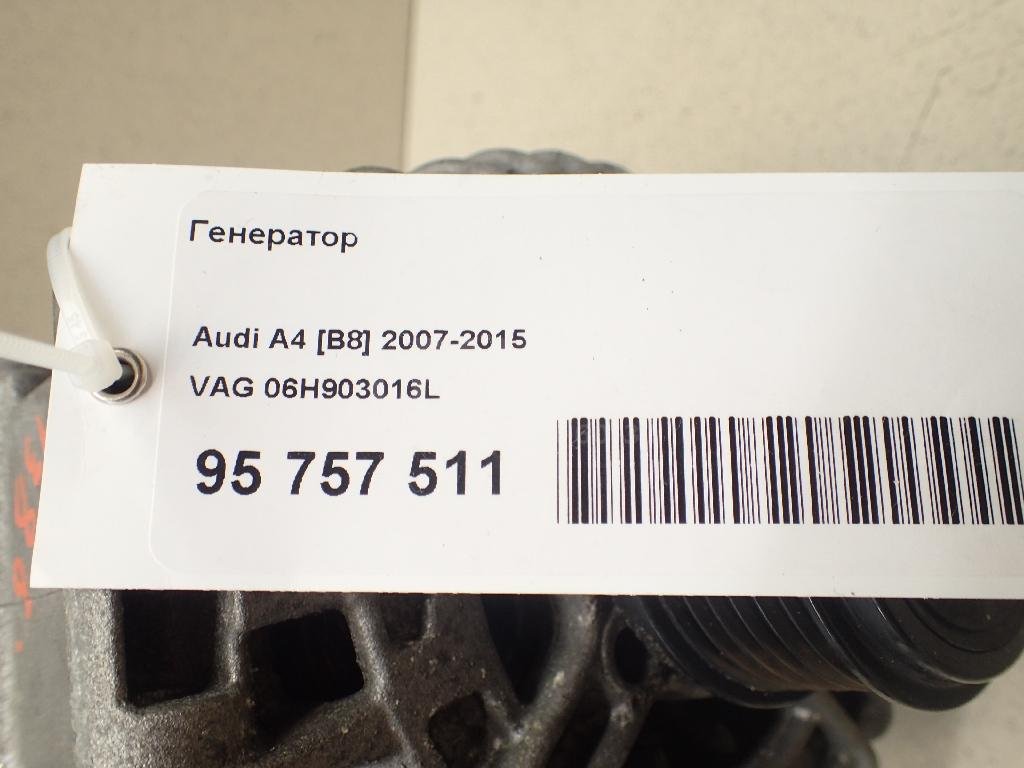 Генератор
Audi A4 [B8] 2007-2015
VAG 06H903016L
95 757 511